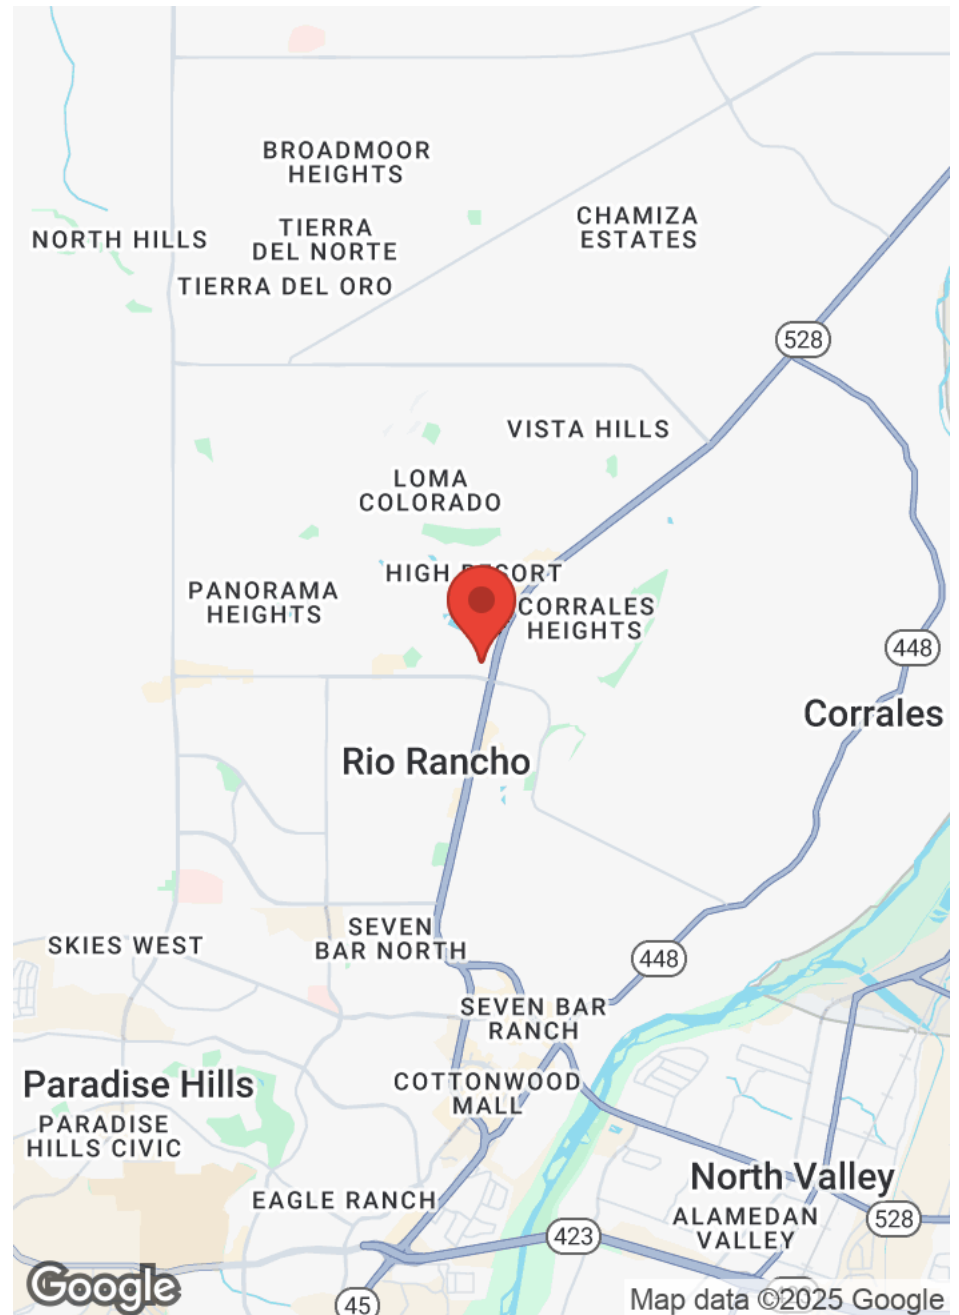 BROADMOOR
HEIGHTS
CHAMIZA
ESTATES
TIERRA
DEL NORTE
NORTH HILLS
TIERRA DEL ORO
528
VISTA HILLS
LOMA
COLORADO
HIGH RESORT
PANORAMA
HEIGHTS
CORRALES
HEIGHTS
448
Corrales
Rio Rancho
SEVEN
BAR NORTH
SKIES WEST
448
SEVEN BAR
RANCH
Paradise Hills
COTTONWOOD
MALL
PARADISE
HILLS CIVIC
North Valley
EAGLE RANCH
ALAMEDAN
VALLEY
528
423
45
Google
Map data ©2025 Google